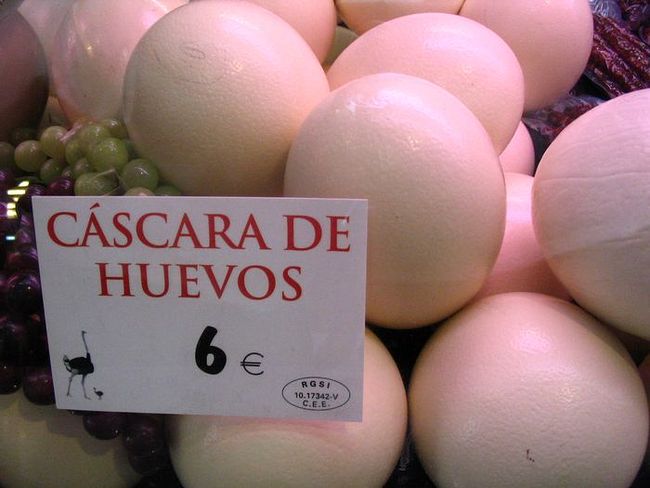 CÁSCARA DE
HUEVOS
6 €
RGSI
10.17342-V
C.E.E.